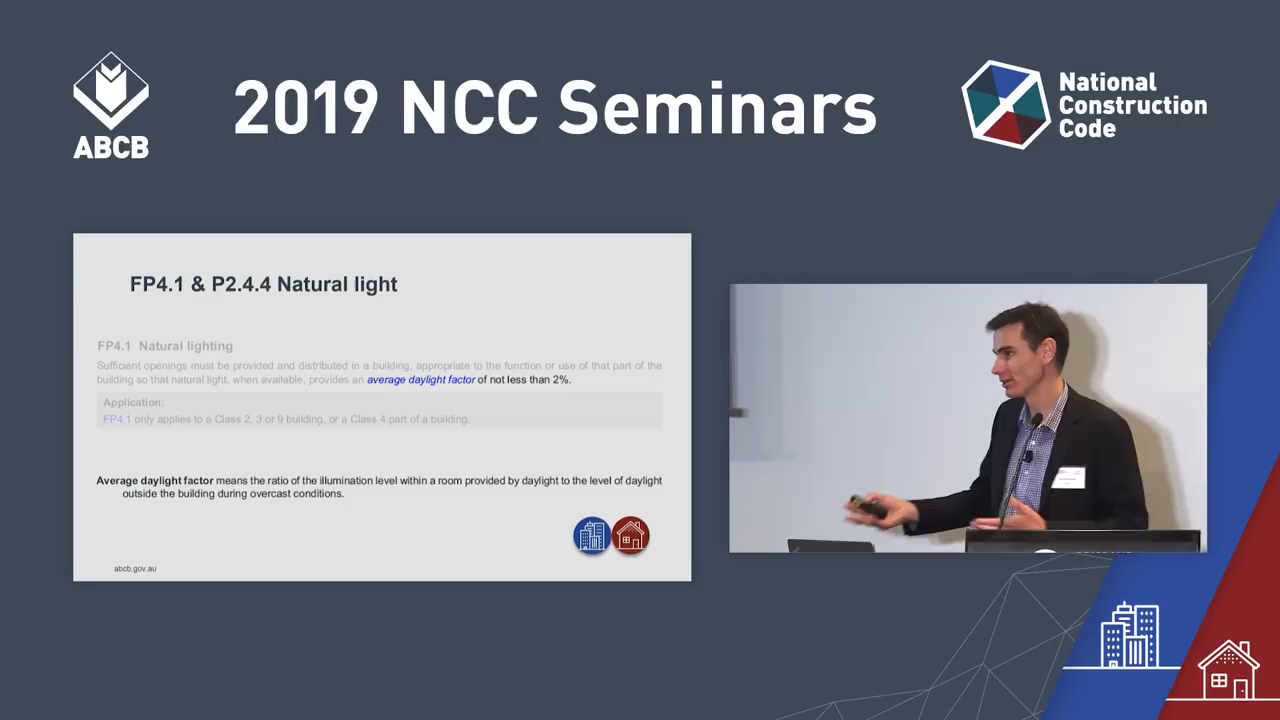 ABCB
2019 NCC Seminars
National
Construction
Code
FP4.1 & P2.4.4 Natural light
FP4.1 Natural lighting
Sufficient openings must be provided and distributed in a building, appropriate to the function or use of that part of the
building so that natural light, when available, provides an average daylight factor of not less than 2%.
Application:
FP4.1 only applies to a Class 2, 3 or 9 building, or a Class 4 part of a building.
Average daylight factor means the ratio of the illumination level within a room provided by daylight to the level of daylight
outside the building during overcast conditions.
abcb.gov.au